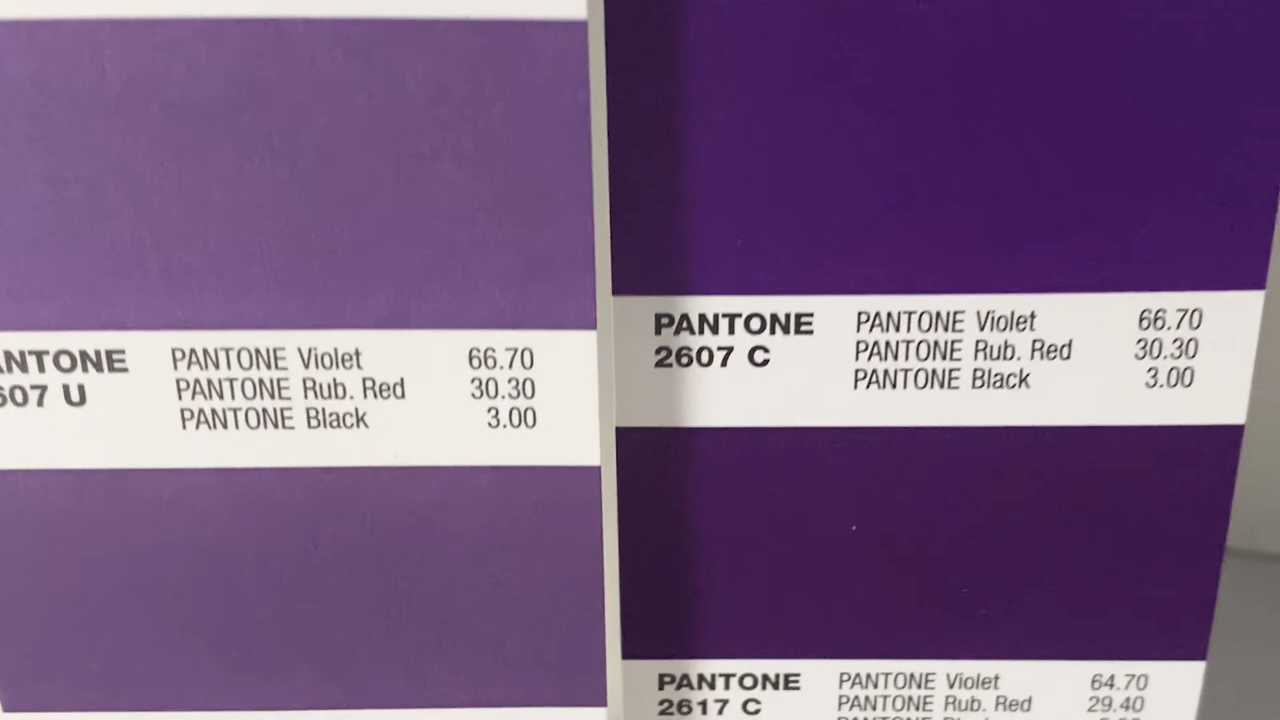 ANTONE PANTONE Violet 66.70
607 U PANTONE Rub. Red 30.30
PANTONE Black 3.00
PANTONE PANTONE Violet 66.70
2607 C PANTONE Rub. Red 30.30
PANTONE Black 3.00
PANTONE PANTONE Violet 64.70
2617 C PANTONE Rub. Red 29.40